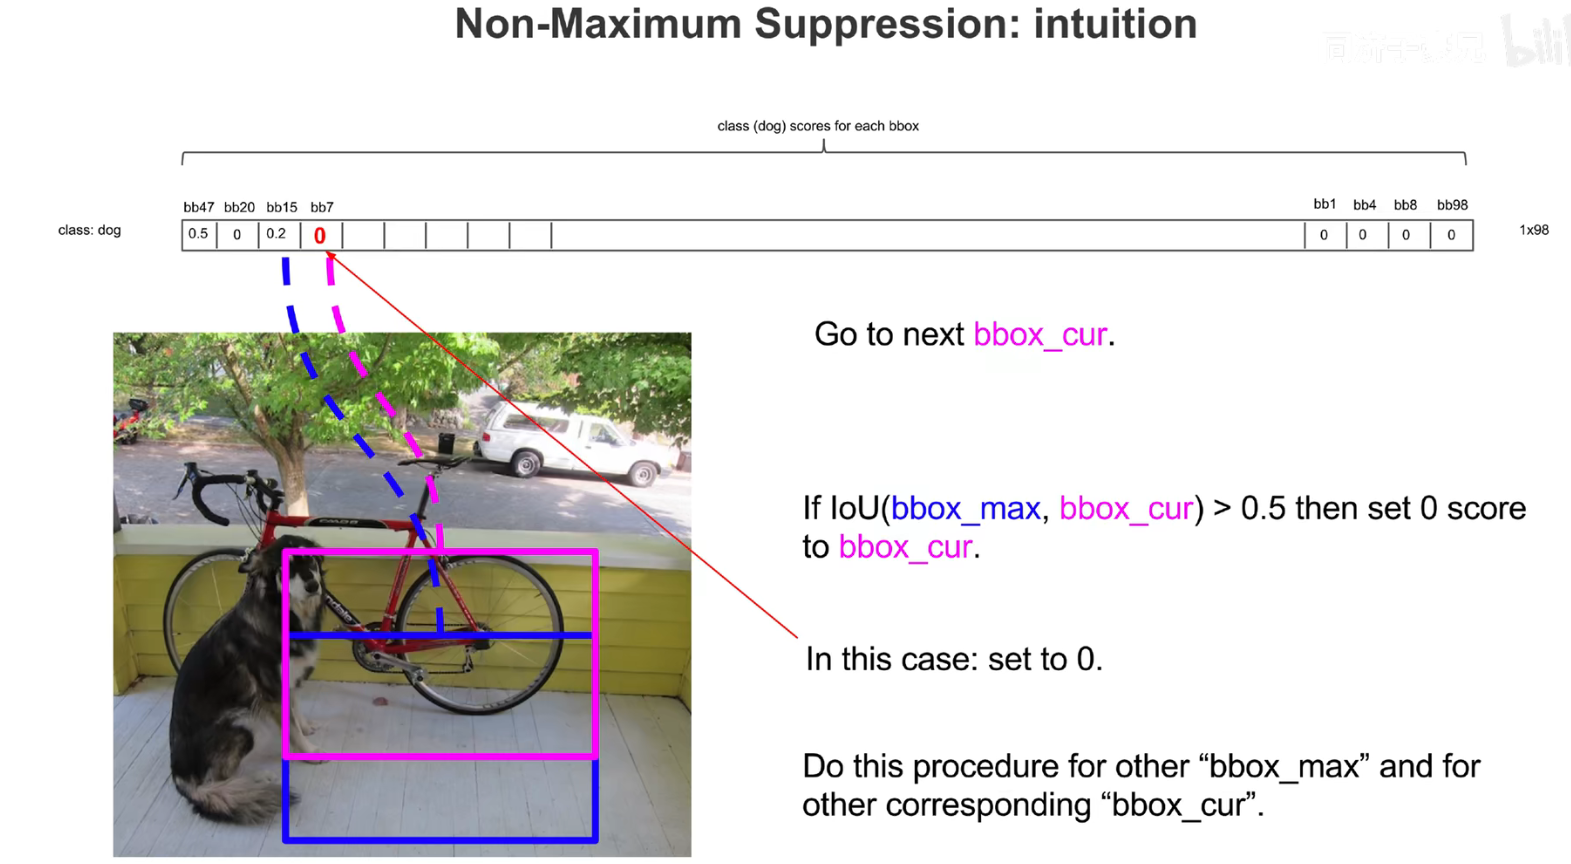 Non-Maximum Suppression: intuition
class (dog) scores for each bbox
bb47 bb20 bb15 bb7 bb1 bb4 bb8 bb98
class: dog 0.5 0 0.2 0 0 0 0 0 1x98
Go to next bbox_cur.
If IoU(bbox_max, bbox_cur) > 0.5 then set 0 score
to bbox_cur.
In this case: set to 0.
Do this procedure for other “bbox_max” and for
other corresponding “bbox_cur”.